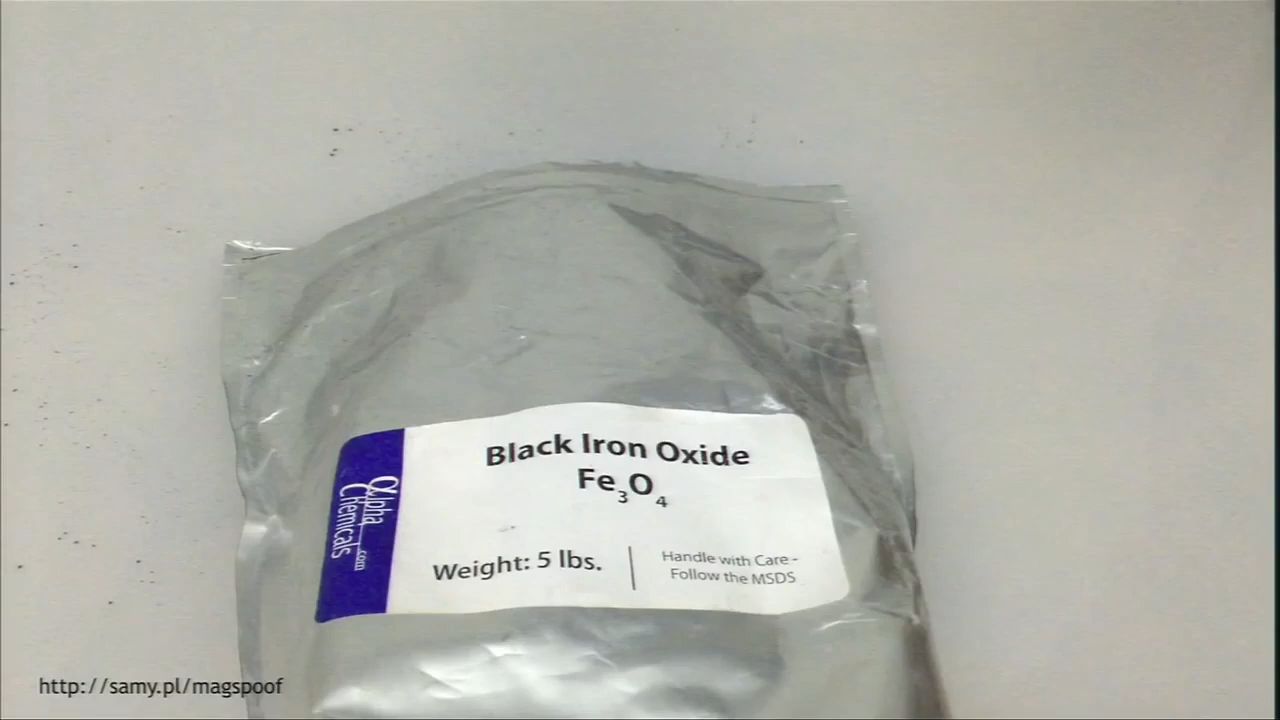 Black Iron Oxide
Fe₃O₄
Alpha
Chemicals
.com
Weight: 5 lbs.
Handle with Care -
Follow the MSDS
http://samy.pl/magspoof